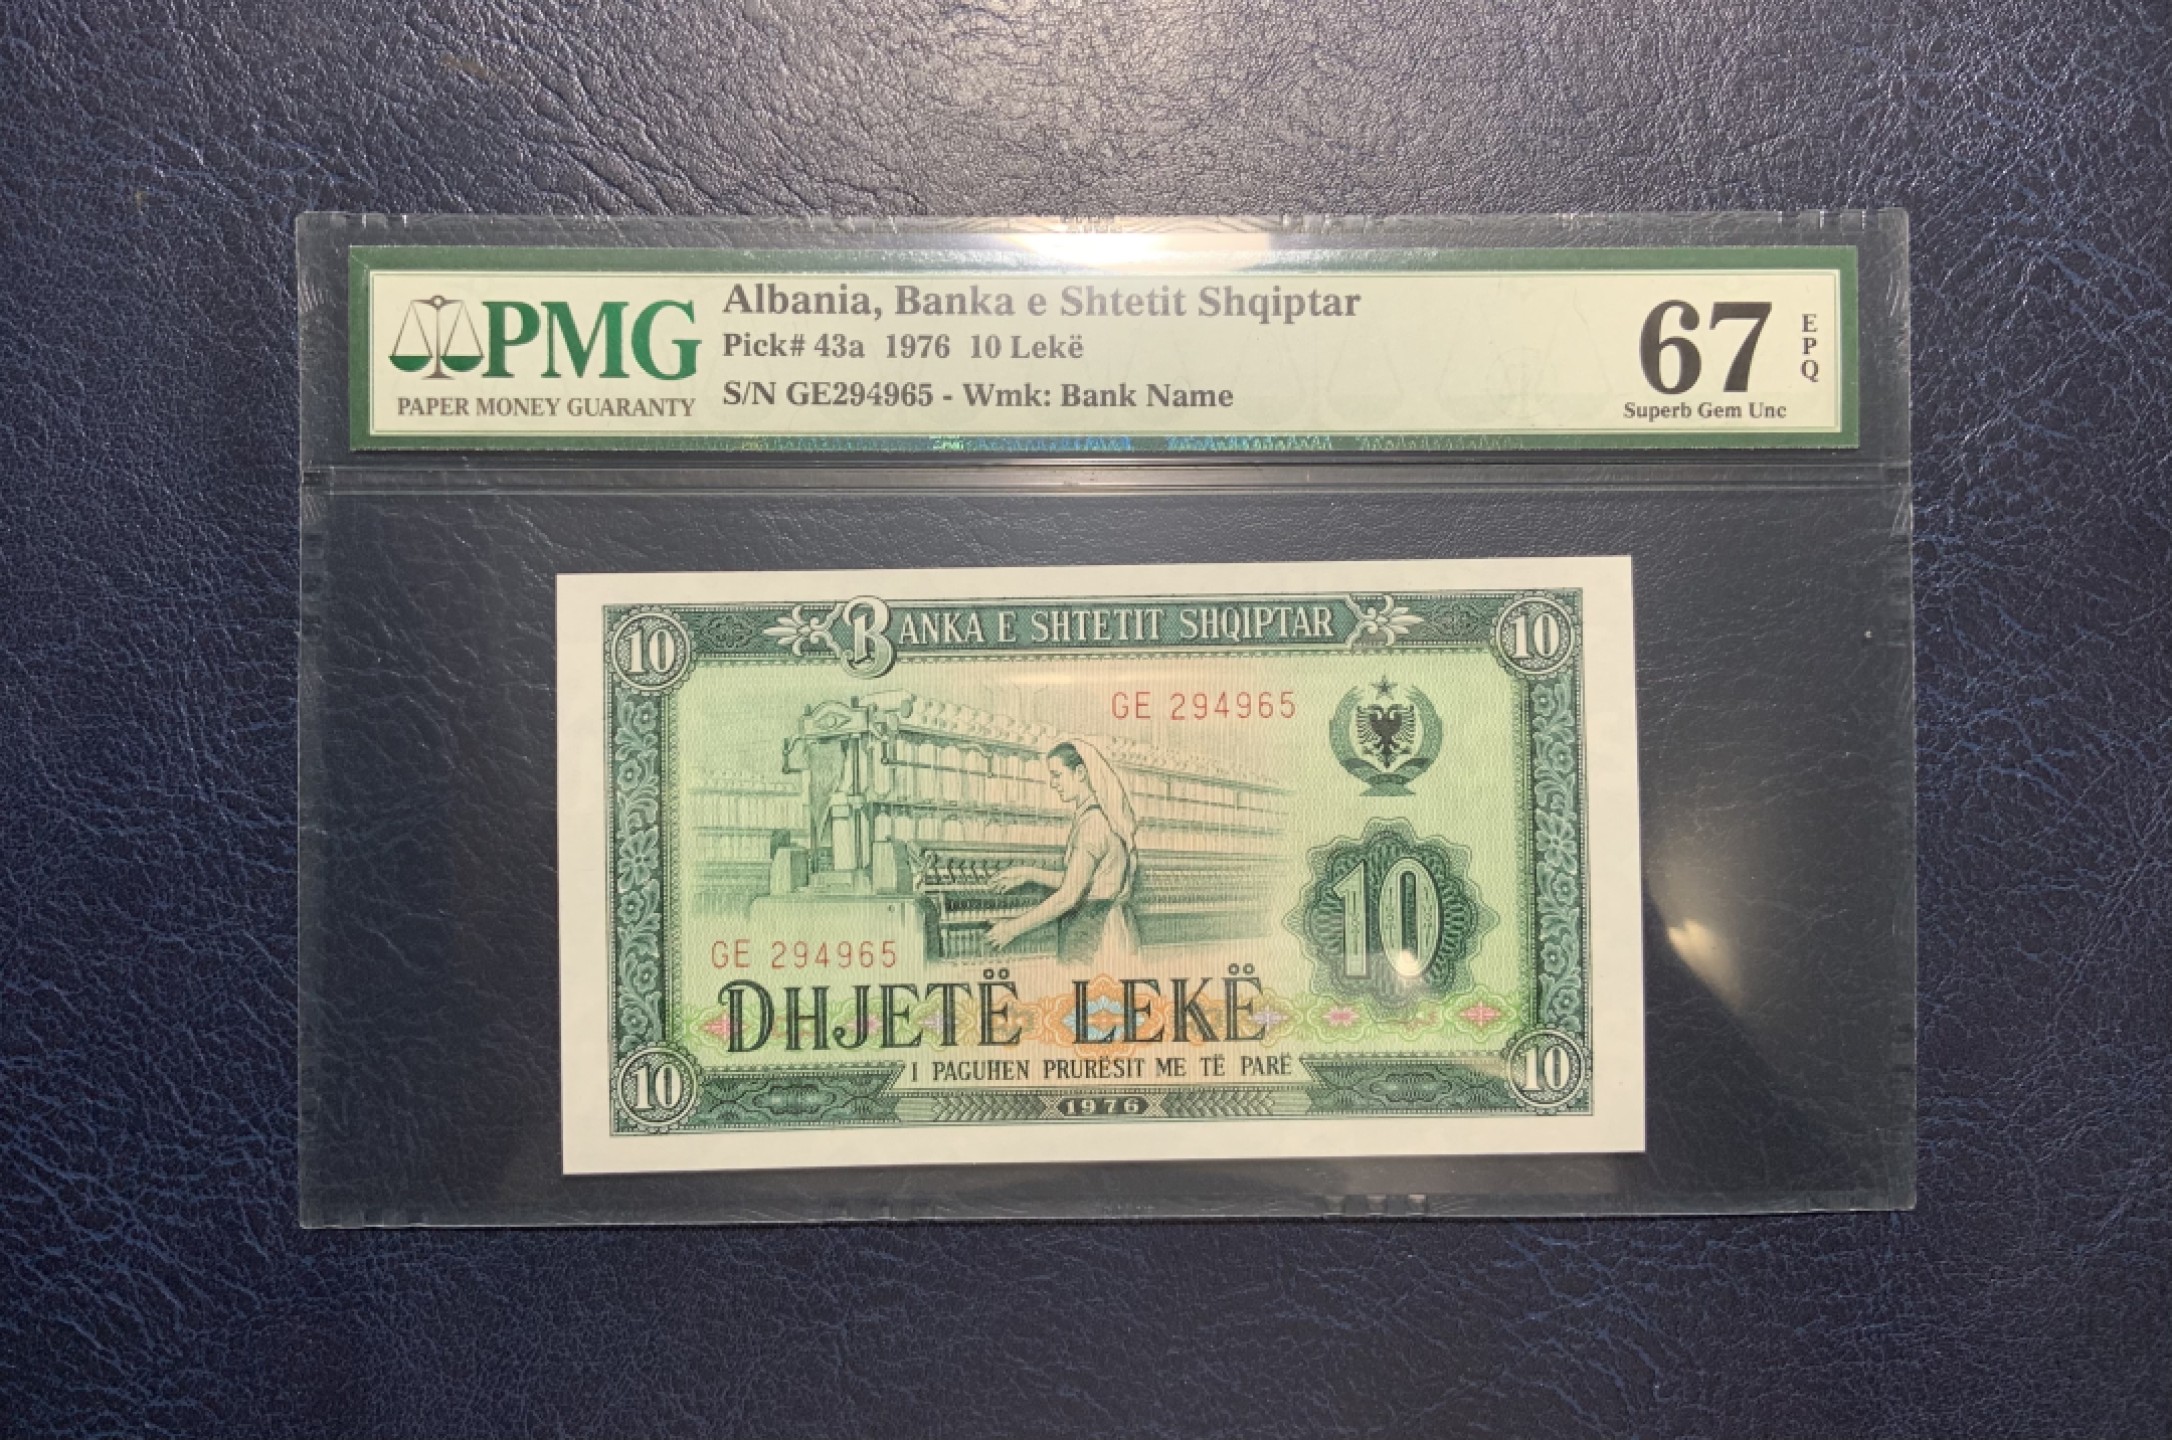 PMG
PAPER MONEY GUARANTY
Albania, Banka e Shtetit Shqiptar
Pick# 43a 1976 10 Lekë
S/N GE294965 - Wmk: Bank Name
67
EPQ
Superb Gem Unc
10
BANKA E SHTETIT SHQIPTAR
10
GE 294965
10
GE 294965
DHJETË LEKË
10
I PAGUHEN PRURËSIT ME TË PARË
10
1976